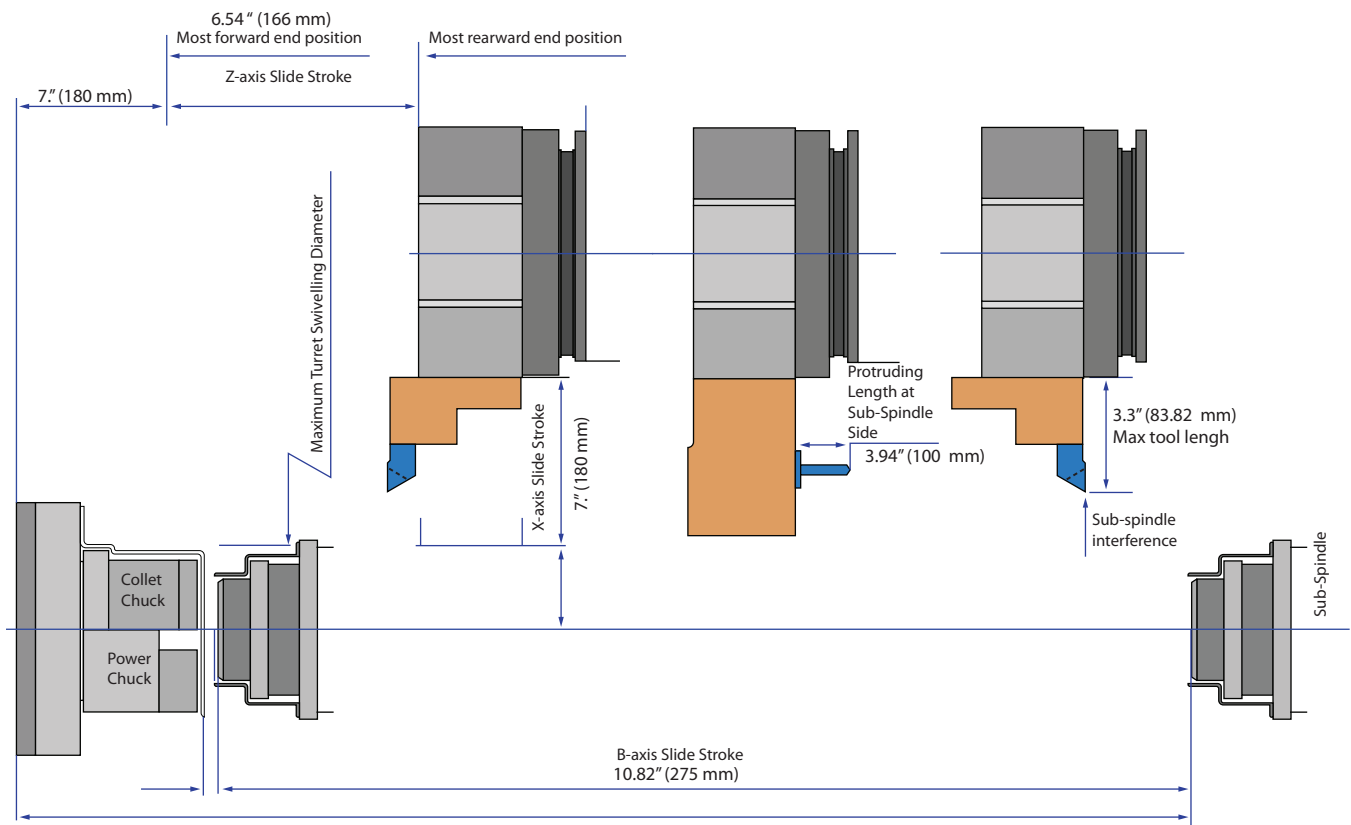 6.54" (166 mm)
Most forward end position
Most rearward end position
Z-axis Slide Stroke
7." (180 mm)
Maximum Turret Swivelling Diameter
X-axis Slide Stroke
7." (180 mm)
Protruding
Length at
Sub-Spindle
Side
3.94" (100 mm)
3.3" (83.82 mm)
Max tool lengh
Sub-spindle
interference
Collet
Chuck
Power
Chuck
Sub-Spindle
B-axis Slide Stroke
10.82" (275 mm)